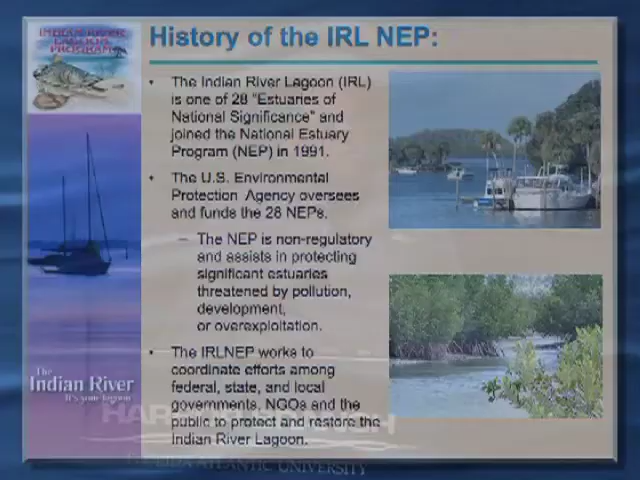 INDIAN RIVER
LAGOON
PROGRAM
History of the IRL NEP:
• The Indian River Lagoon (IRL)
is one of 28 "Estuaries of
National Significance" and
joined the National Estuary
Program (NEP) in 1991.
• The U.S. Environmental
Protection Agency oversees
and funds the 28 NEPs.
– The NEP is non-regulatory
and assists in protecting
significant estuaries
threatened by pollution,
development,
or overexploitation.
• The IRLNEP works to
coordinate efforts among
federal, state, and local
governments, NGOs and the
public to protect and restore the
Indian River Lagoon.
The
Indian River
It's your lagoon
HARBOR BRANCH
FLORIDA ATLANTIC UNIVERSITY